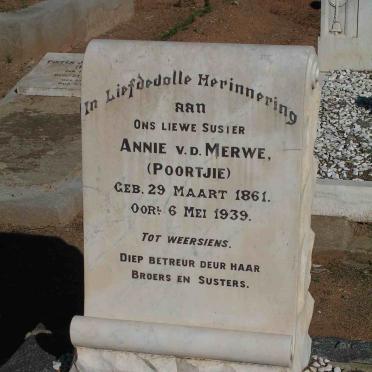 In Liefdevolle Herinnering
aan
Ons liewe Suster
Annie v.d. Merwe,
(Poortjie)
Geb. 29 Maart 1861.
Oorl 6 Mei 1939.
Tot weersiens.
Diep betreur deur haar
Broers en Susters.